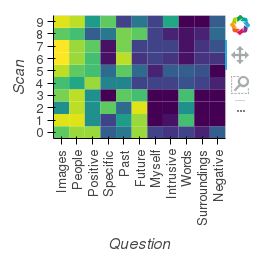 Scan
9
8
7
6
5
4
3
2
1
0
Images
People
Positive
Specific
Past
Future
Myself
Intrusive
Words
Surroundings
Negative
Question